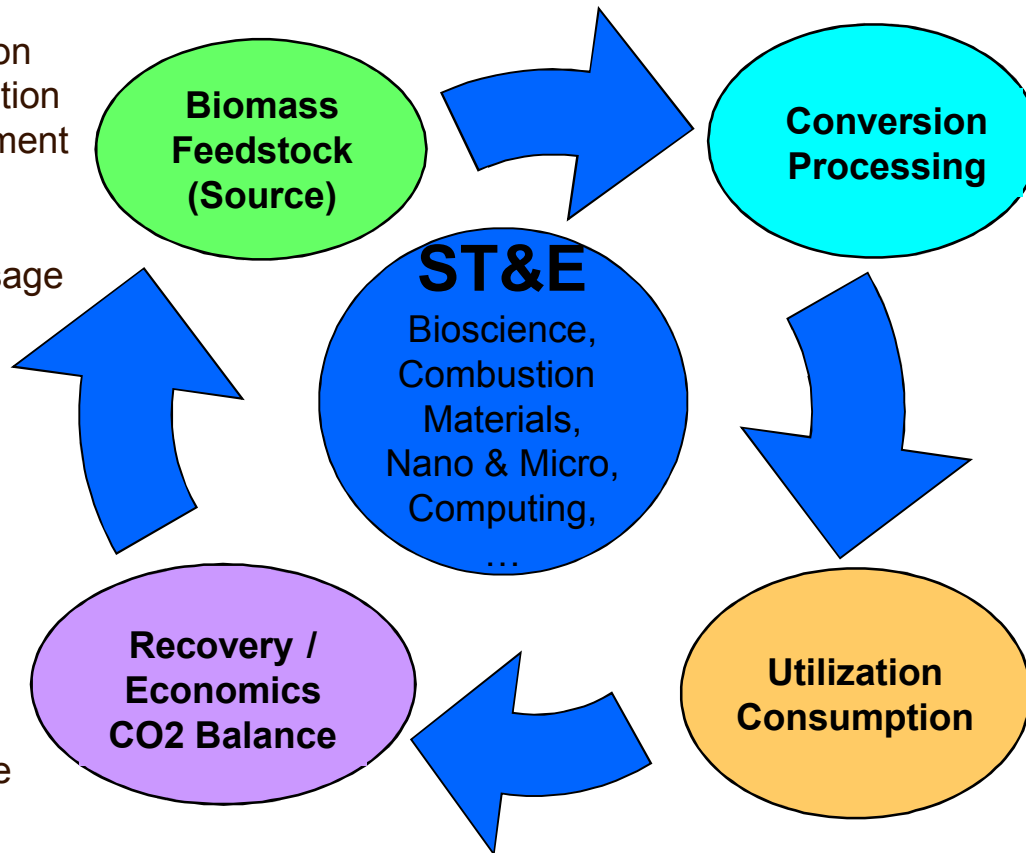 Biomass
Feedstock
(Source)
Conversion
Processing
ST&E
Bioscience,
Combustion
Materials,
Nano & Micro,
Computing,
…
Recovery /
Economics
CO2 Balance
Utilization
Consumption